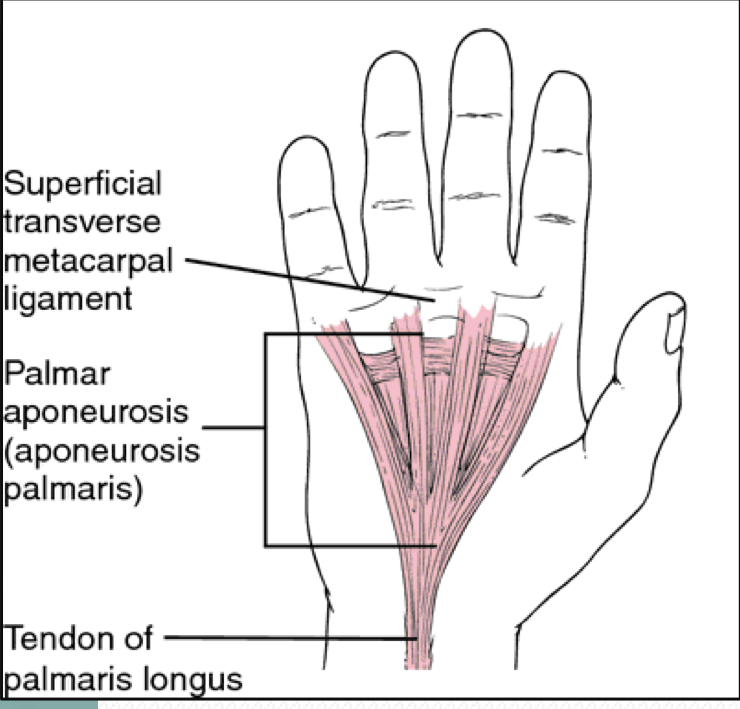 Superficial
transverse
metacarpal
ligament
Palmar
aponeurosis
(aponeurosis
palmaris)
Tendon of
palmaris longus